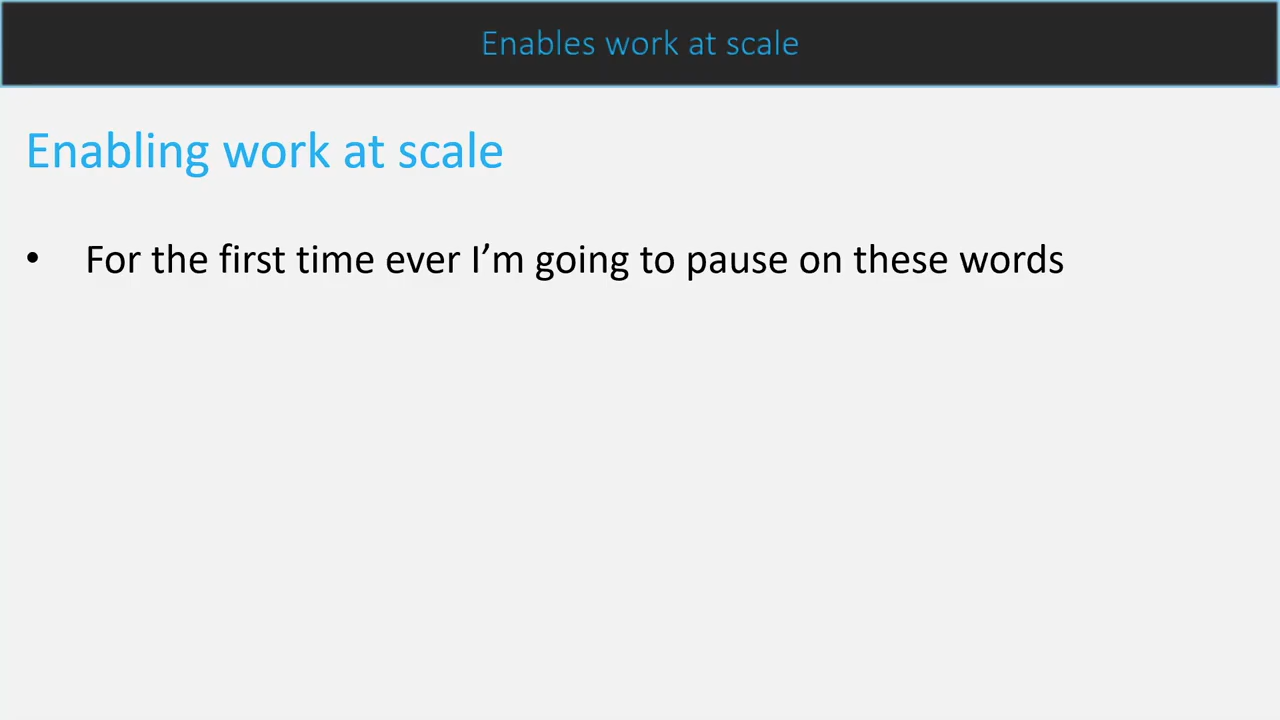 Enables work at scale
Enabling work at scale
• For the first time ever I’m going to pause on these words